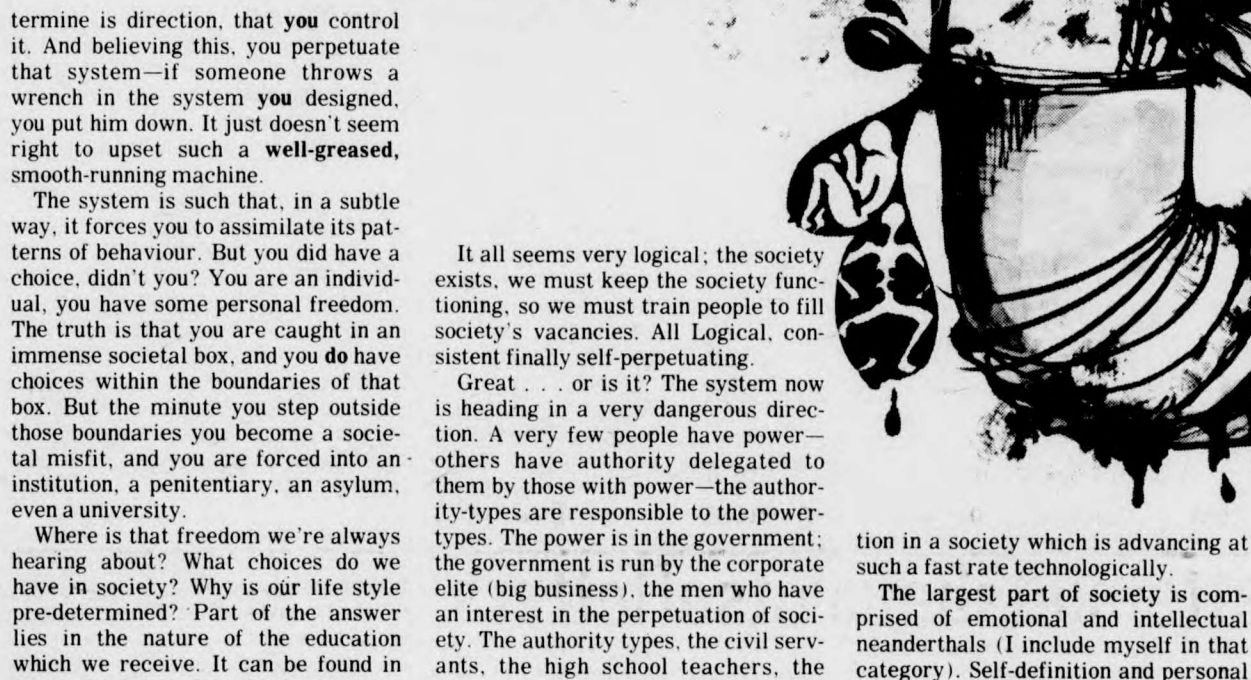 termine is direction, that you control
it. And believing this, you perpetuate
that system—if someone throws a
wrench in the system you designed,
you put him down. It just doesn't seem
right to upset such a well-greased,
smooth-running machine.
The system is such that, in a subtle
way, it forces you to assimilate its pat-
terns of behaviour. But you did have a
choice, didn't you? You are an individ-
ual, you have some personal freedom.
The truth is that you are caught in an
immense societal box, and you do have
choices within the boundaries of that
box. But the minute you step outside
those boundaries you become a socie-
tal misfit, and you are forced into an
institution, a penitentiary, an asylum,
even a university.
Where is that freedom we're always
hearing about? What choices do we
have in society? Why is our life style
pre-determined? Part of the answer
lies in the nature of the education
which we receive. It can be found in
It all seems very logical; the society
exists, we must keep the society func-
tioning, so we must train people to fill
society's vacancies. All Logical, con-
sistent finally self-perpetuating.
Great . . . or is it? The system now
is heading in a very dangerous direc-
tion. A very few people have power—
others have authority delegated to
them by those with power—the author-
ity-types are responsible to the power-
types. The power is in the government;
the government is run by the corporate
elite (big business), the men who have
an interest in the perpetuation of soci-
ety. The authority types, the civil serv-
ants, the high school teachers, the
tion in a society which is advancing at
such a fast rate technologically.
The largest part of society is com-
prised of emotional and intellectual
neanderthals (I include myself in that
category). Self-definition and personal